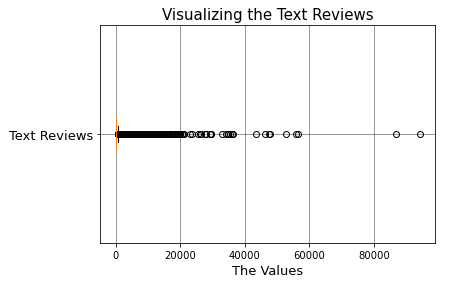 Visualizing the Text Reviews
Text Reviews
0 20000 40000 60000 80000
The Values